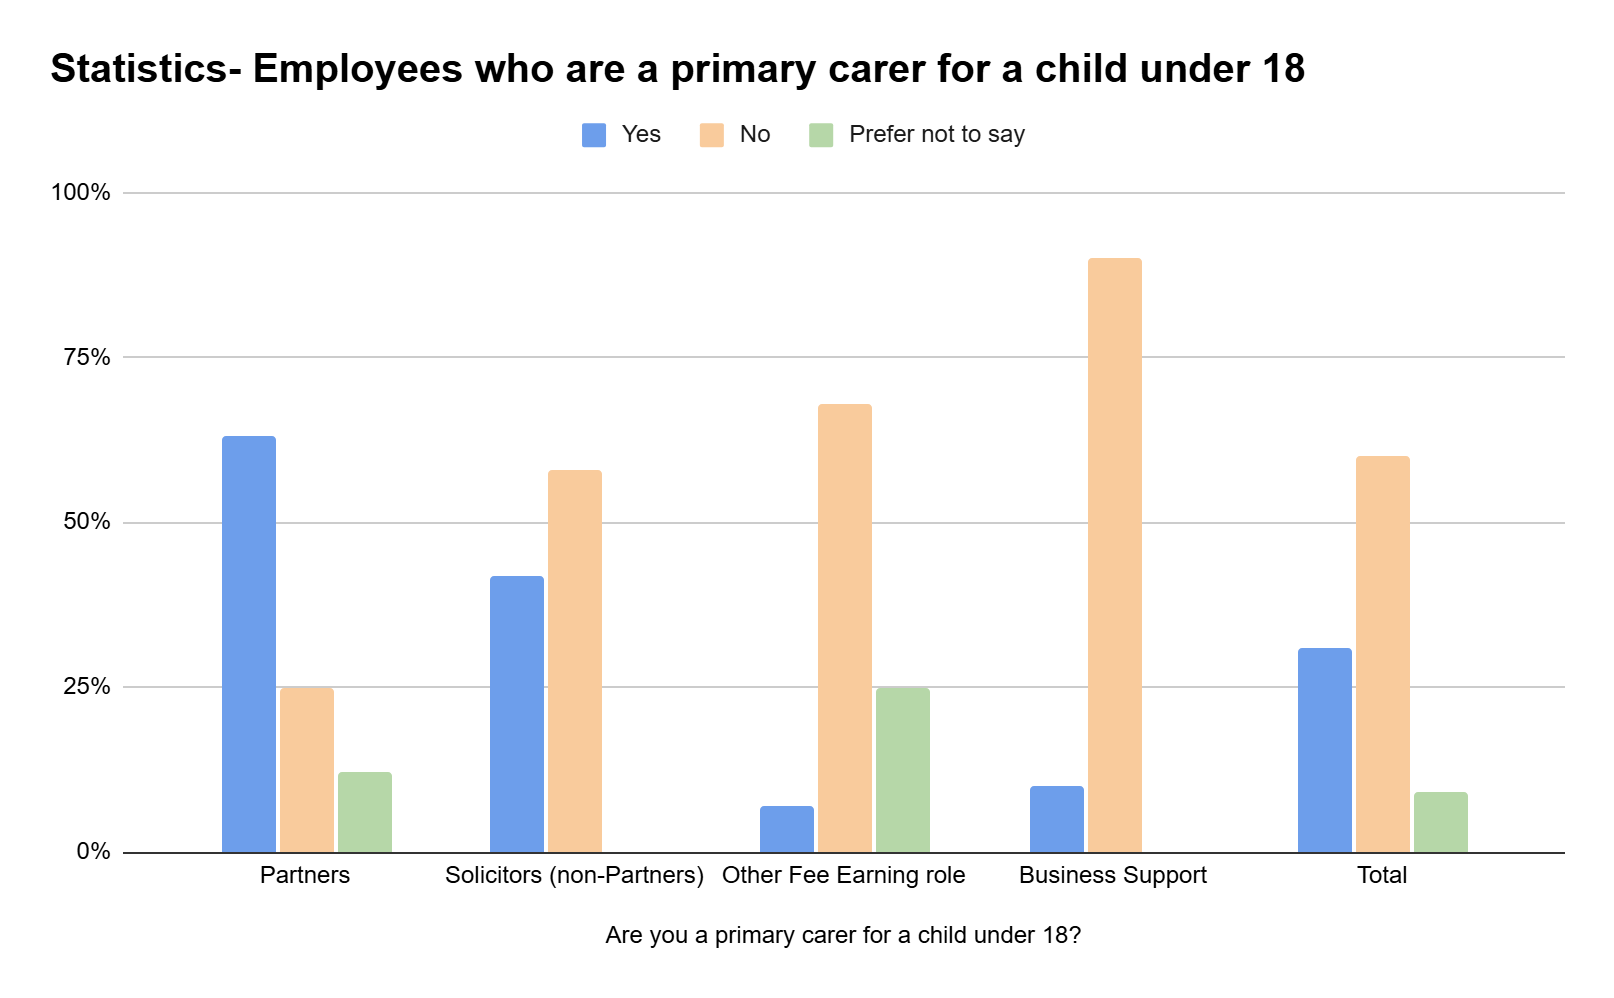 Statistics- Employees who are a primary carer for a child under 18
Yes No Prefer not to say
100%
75%
50%
25%
0%
Partners Solicitors (non-Partners) Other Fee Earning role Business Support Total
Are you a primary carer for a child under 18?